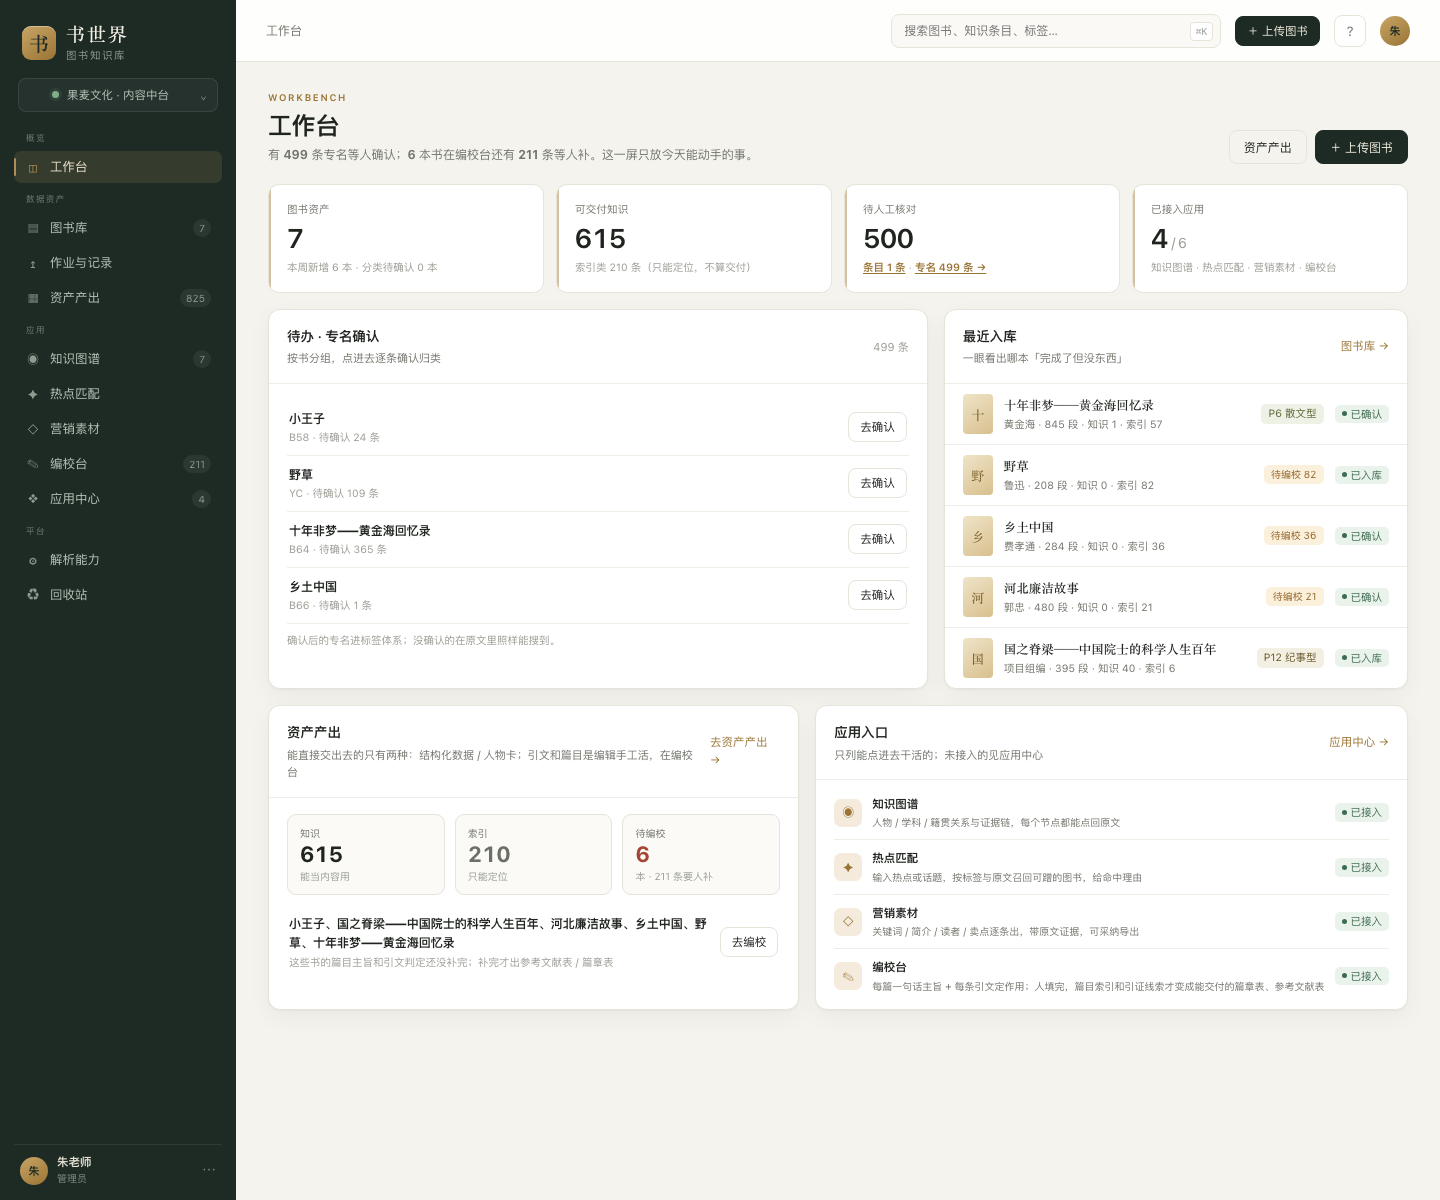 书
书世界
图书知识库
果麦文化 · 内容中台
概览
工作台
数据资产
图书库
7
作业与记录
资产产出
825
应用
知识图谱
7
热点匹配
营销素材
编校台
211
应用中心
4
平台
解析能力
回收站
朱
朱老师
管理员
···
工作台
搜索图书、知识条目、标签...
⌘K
+ 上传图书
?
朱
WORKBENCH
工作台
有 499 条专名等人确认；6 本书在编校台还有 211 条等人补。这一屏只放今天能动手的事。
资产产出
+ 上传图书
图书资产
7
本周新增 6 本 · 分类待确认 0 本
可交付知识
615
索引类 210 条（只能定位，不算交付）
待人工核对
500
条目 1 条 · 专名 499 条 →
已接入应用
4 / 6
知识图谱 · 热点匹配 · 营销素材 · 编校台
待办 · 专名确认
按书分组，点进去逐条确认归类
499 条
小王子
B58 · 待确认 24 条
去确认
野草
YC · 待确认 109 条
去确认
十年非梦——黄金海回忆录
B64 · 待确认 365 条
去确认
乡土中国
B66 · 待确认 1 条
去确认
确认后的专名进标签体系；没确认的在原文里照样能搜到。
最近入库
一眼看出哪本「完成了但没东西」
图书库 →
十
十年非梦——黄金海回忆录
黄金海 · 845 段 · 知识 1 · 索引 57
P6 散文型
已确认
野
野草
鲁迅 · 208 段 · 知识 0 · 索引 82
待编校 82
已入库
乡
乡土中国
费孝通 · 284 段 · 知识 0 · 索引 36
待编校 36
已确认
河
河北廉洁故事
郭忠 · 480 段 · 知识 0 · 索引 21
待编校 21
已确认
国
国之脊梁——中国院士的科学人生百年
项目组编 · 395 段 · 知识 40 · 索引 6
P12 纪事型
已入库
资产产出
能直接交出去的只有两种：结构化数据 / 人物卡；引文和篇目是编辑手工活，在编校
台
去资产产出
→
知识
615
能当内容用
索引
210
只能定位
待编校
6
本 · 211 条要人补
小王子、国之脊梁——中国院士的科学人生百年、河北廉洁故事、乡土中国、野
草、十年非梦——黄金海回忆录
这些书的篇目主旨和引文判定还没补完；补完才出参考文献表 / 篇章表
去编校
应用入口
只列能点进去干活的；未接入的见应用中心
应用中心 →
知识图谱
人物 / 学科 / 籍贯关系与证据链，每个节点都能点回原文
已接入
热点匹配
输入热点或话题，按标签与原文召回可蹭的图书，给命中理由
已接入
营销素材
关键词 / 简介 / 读者 / 卖点逐条出，带原文证据，可采纳导出
已接入
编校台
每篇一句话主旨 + 每条引文定作用；人填完，篇目索引和引证线索才变成能交付的篇章表、参考文献表
已接入